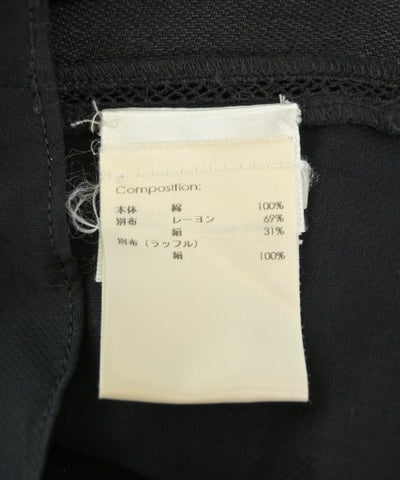 Composition:
本体 綿 100%
別布 レーヨン 69%
絹 31%
別布（ラッフル）
絹 100%